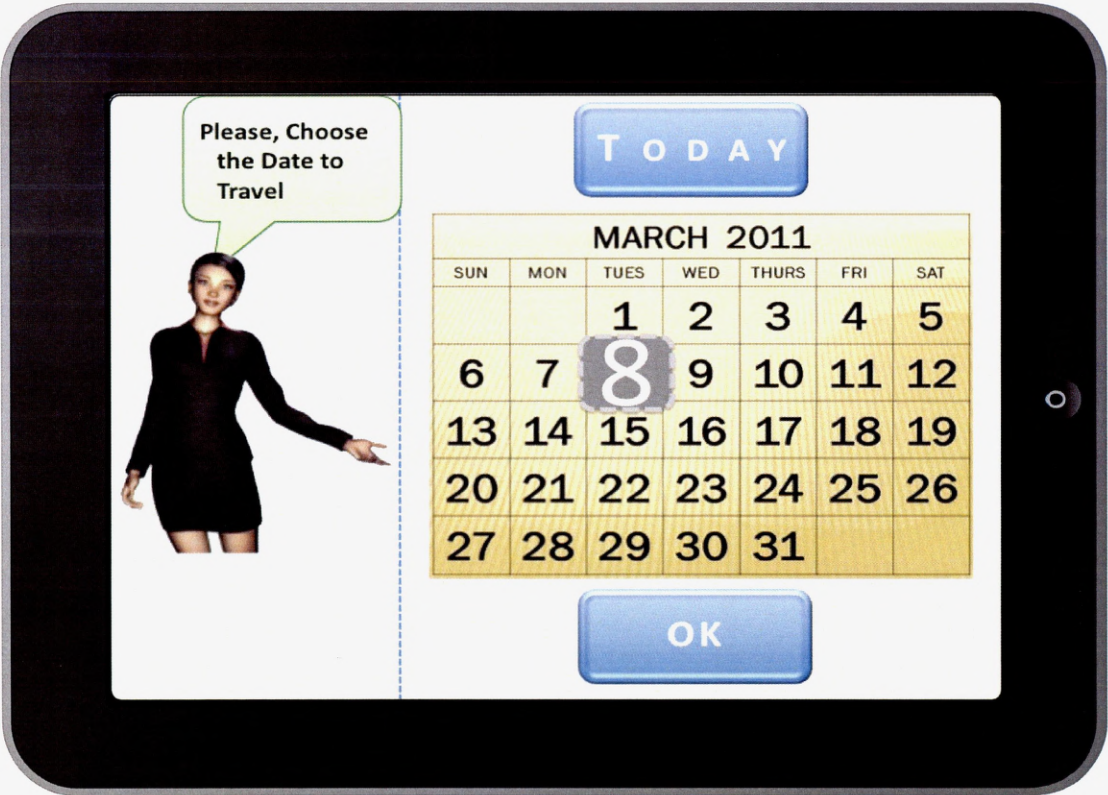 Please, Choose
the Date to
Travel
TODAY
MARCH 2011
SUN MON TUES WED THURS FRI SAT
1 2 3 4 5
6 7 8 9 10 11 12
13 14 15 16 17 18 19
20 21 22 23 24 25 26
27 28 29 30 31
OK